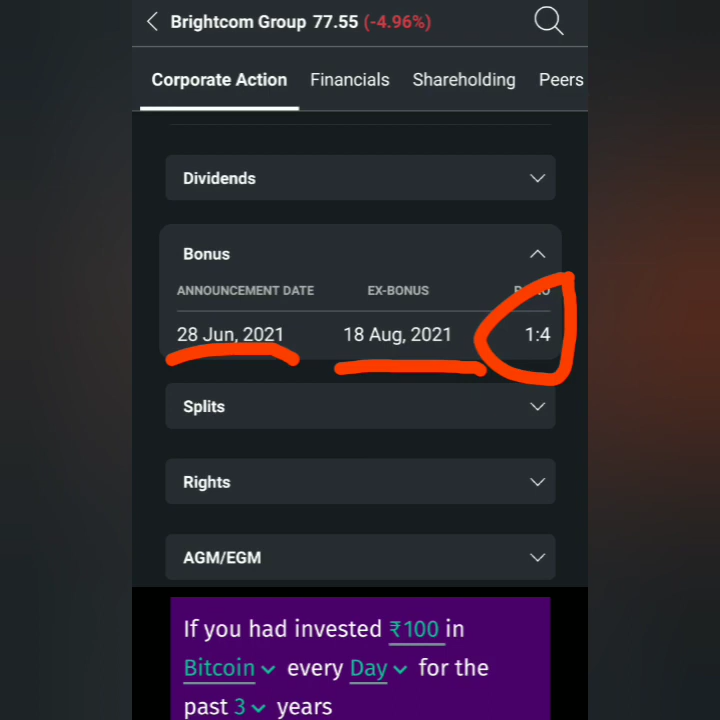 Brightcom Group 77.55 (-4.96%)
Corporate Action Financials Shareholding Peers
Dividends
Bonus
ANNOUNCEMENT DATE EX-BONUS
28 Jun, 2021 18 Aug, 2021 1:4
Splits
Rights
AGM/EGM
If you had invested ₹100 in
Bitcoin every Day for the
past 3 years